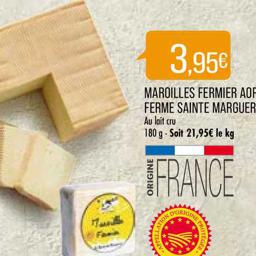 3,95€
MAROILLES FERMIER AOP
FERME SAINTE MARGUER
Au lait cru
180 g - Soit 21,95€ le kg
ORIGINE
FRANCE
Maroilles
Fermier
APPELLATION D'ORIGINE PROTÉGÉE